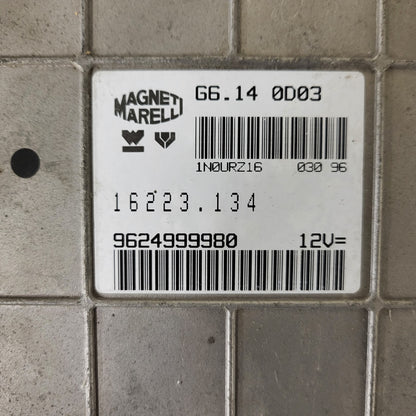 MAGNETI
MARELLI
G6.14 0D03
1N0URZ16 030 96
16223.134
9624999980 12V=